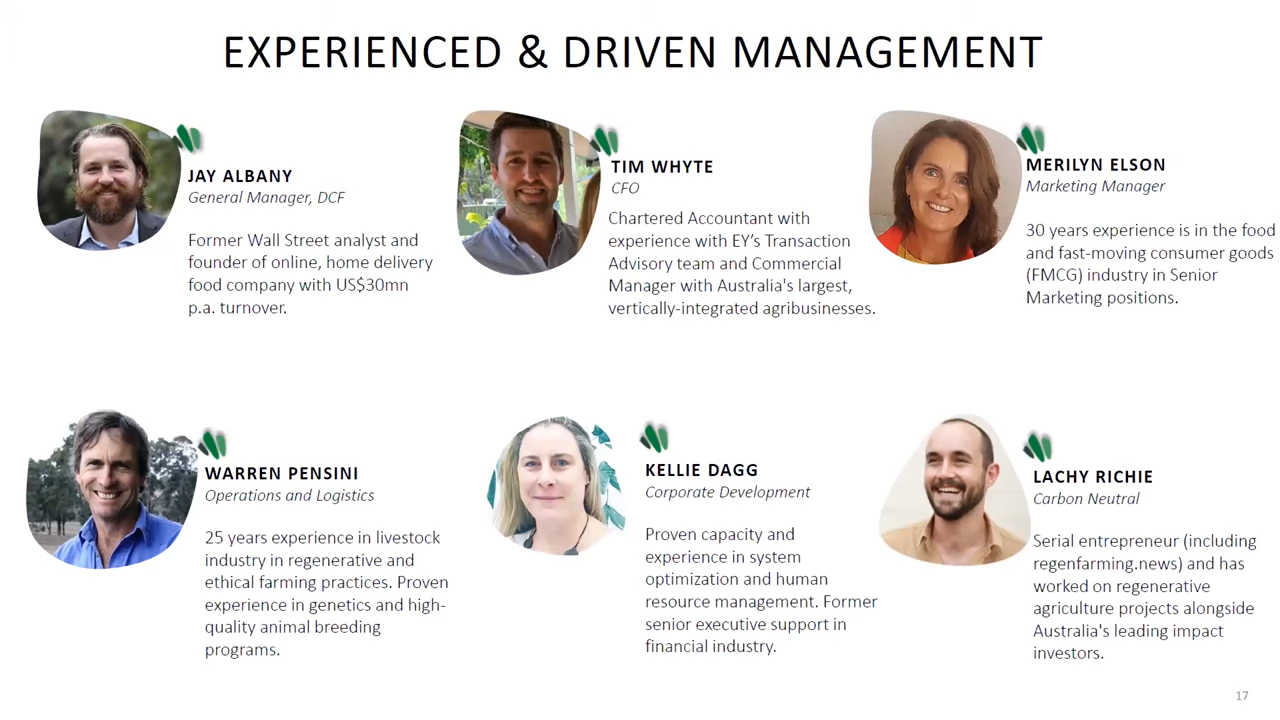 EXPERIENCED & DRIVEN MANAGEMENT
JAY ALBANY
General Manager, DCF
Former Wall Street analyst and
founder of online, home delivery
food company with US$30mn
p.a. turnover.
TIM WHYTE
CFO
Chartered Accountant with
experience with EY’s Transaction
Advisory team and Commercial
Manager with Australia's largest,
vertically-integrated agribusinesses.
MERILYN ELSON
Marketing Manager
30 years experience is in the food
and fast-moving consumer goods
(FMCG) industry in Senior
Marketing positions.
WARREN PENSINI
Operations and Logistics
25 years experience in livestock
industry in regenerative and
ethical farming practices. Proven
experience in genetics and high-
quality animal breeding
programs.
KELLIE DAGG
Corporate Development
Proven capacity and
experience in system
optimization and human
resource management. Former
senior executive support in
financial industry.
LACHY RICHIE
Carbon Neutral
Serial entrepreneur (including
regenfarming.news) and has
worked on regenerative
agriculture projects alongside
Australia's leading impact
investors.
17